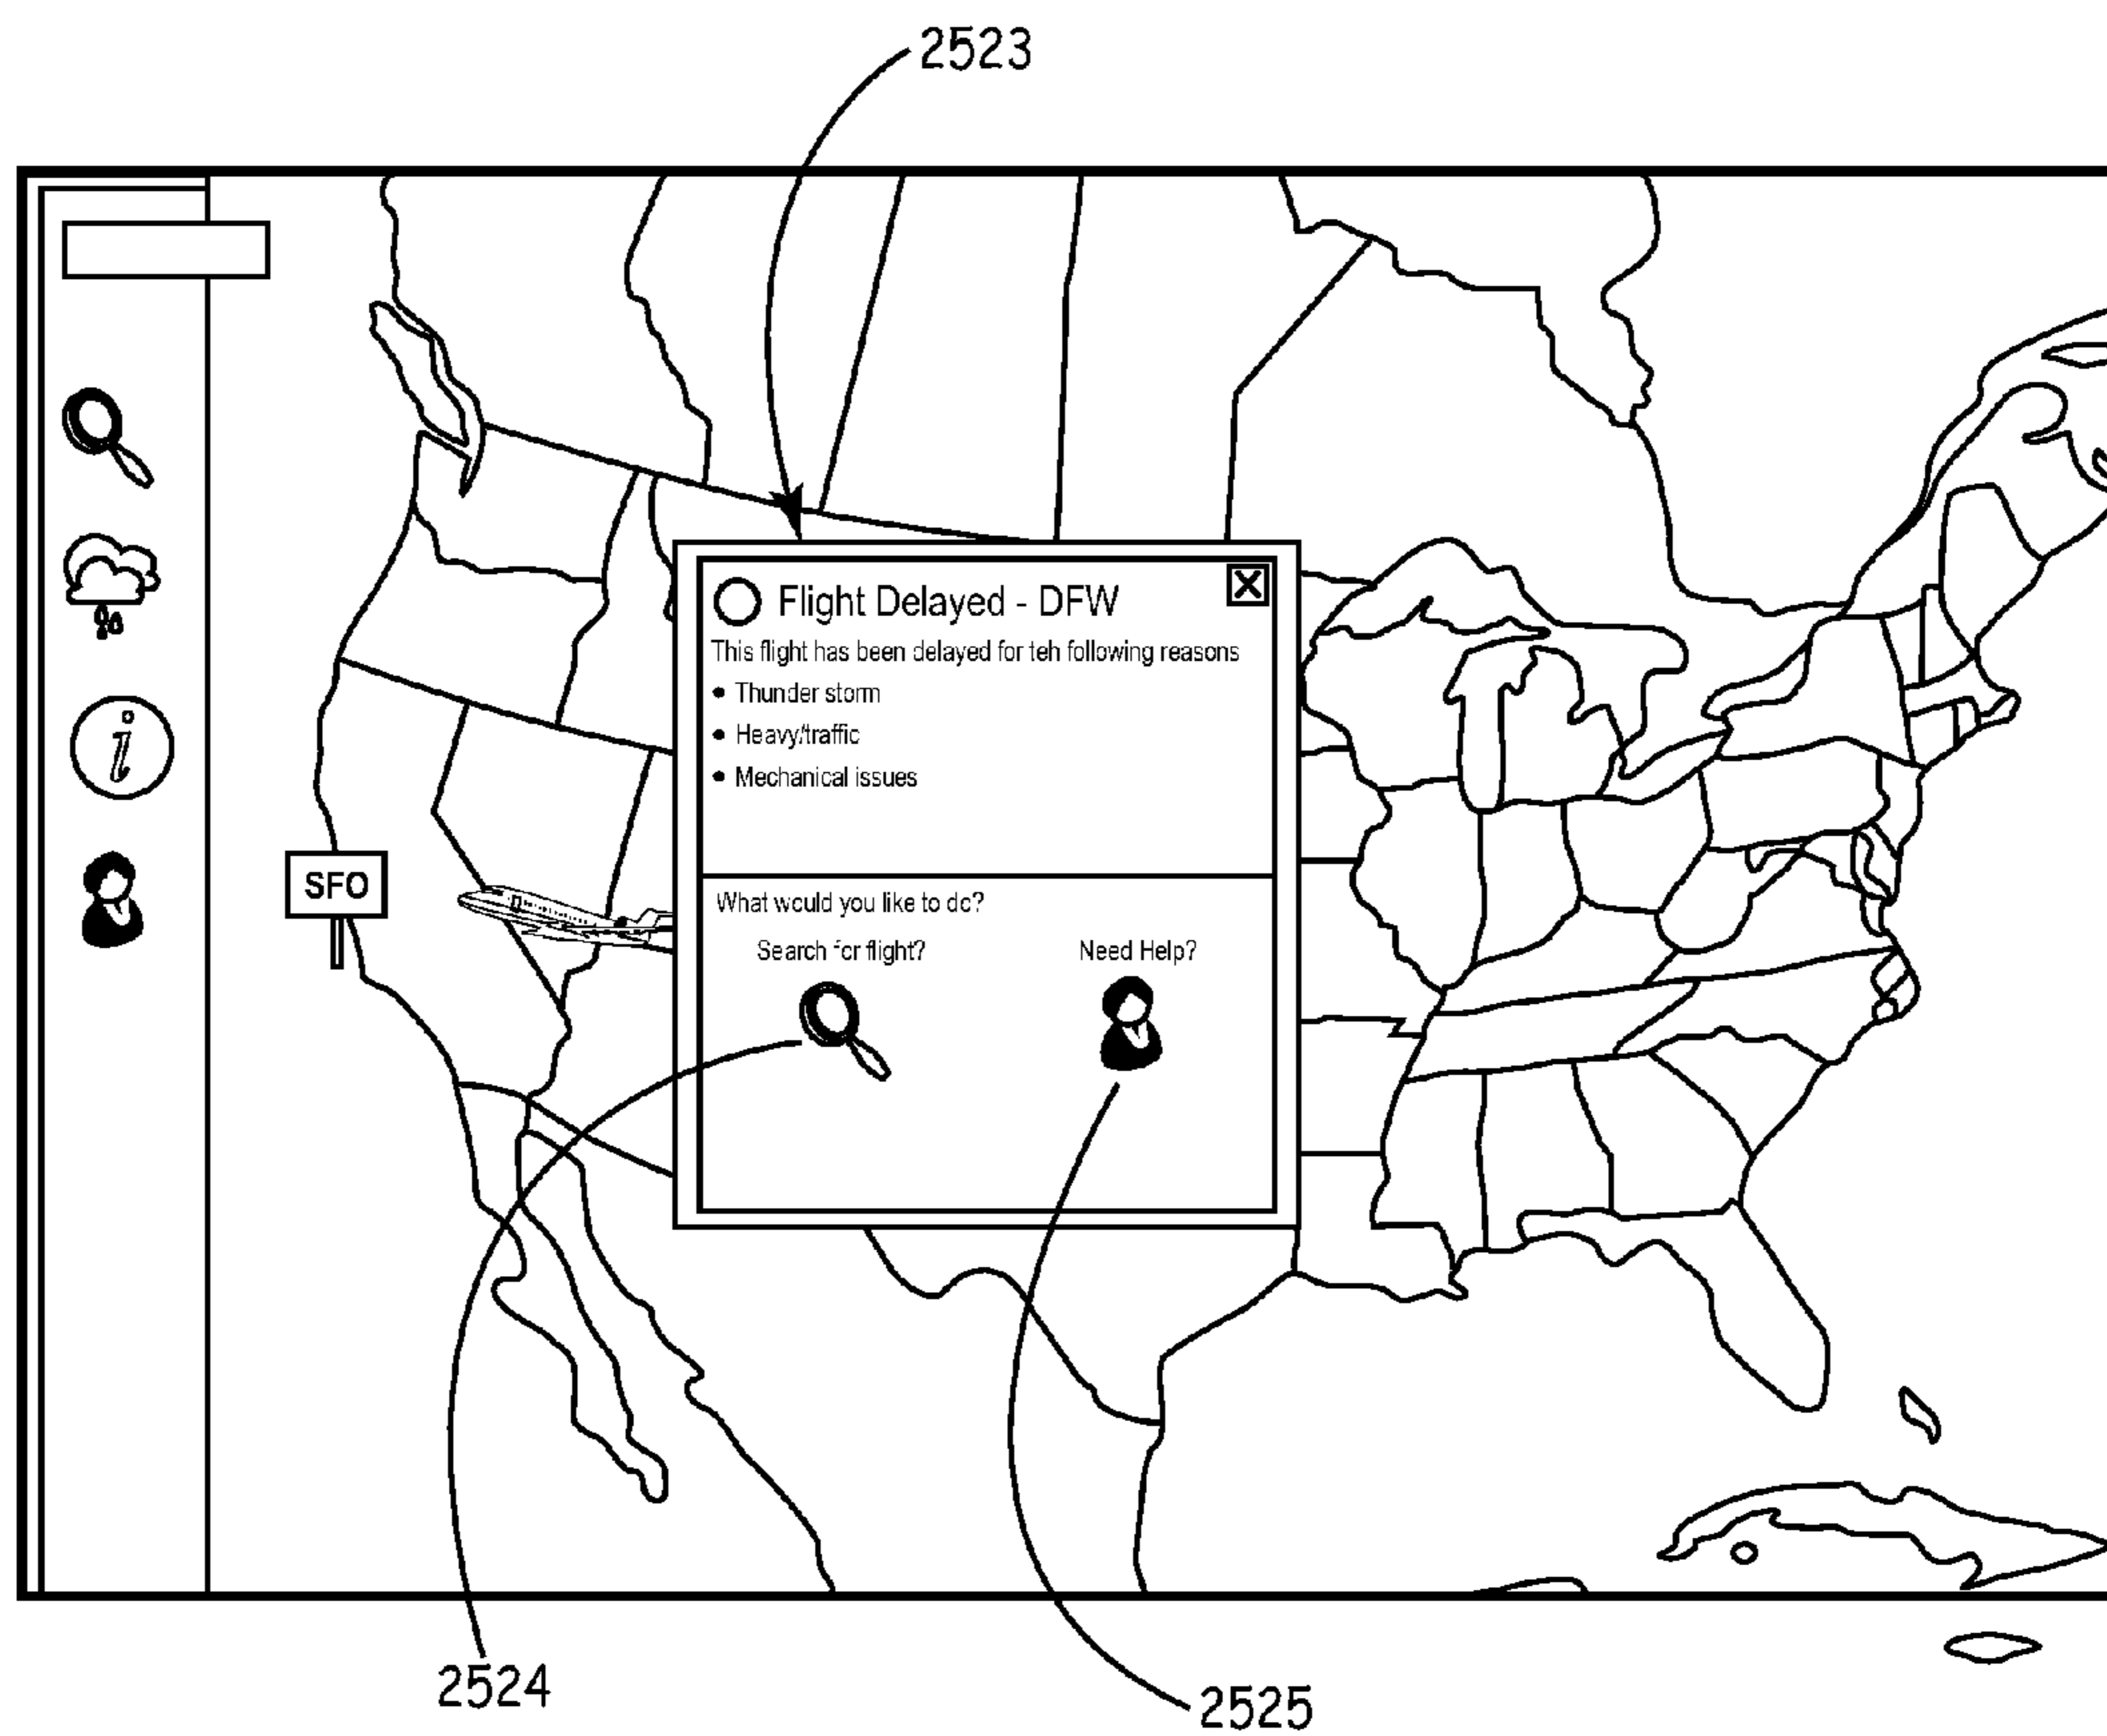 2523
Flight Delayed - DFW
This flight has been delayed for teh following reasons
• Thunder storm
• Heavy/traffic
• Mechanical issues
SFO
What would you like to do?
Search for flight? Need Help?
2524
2525